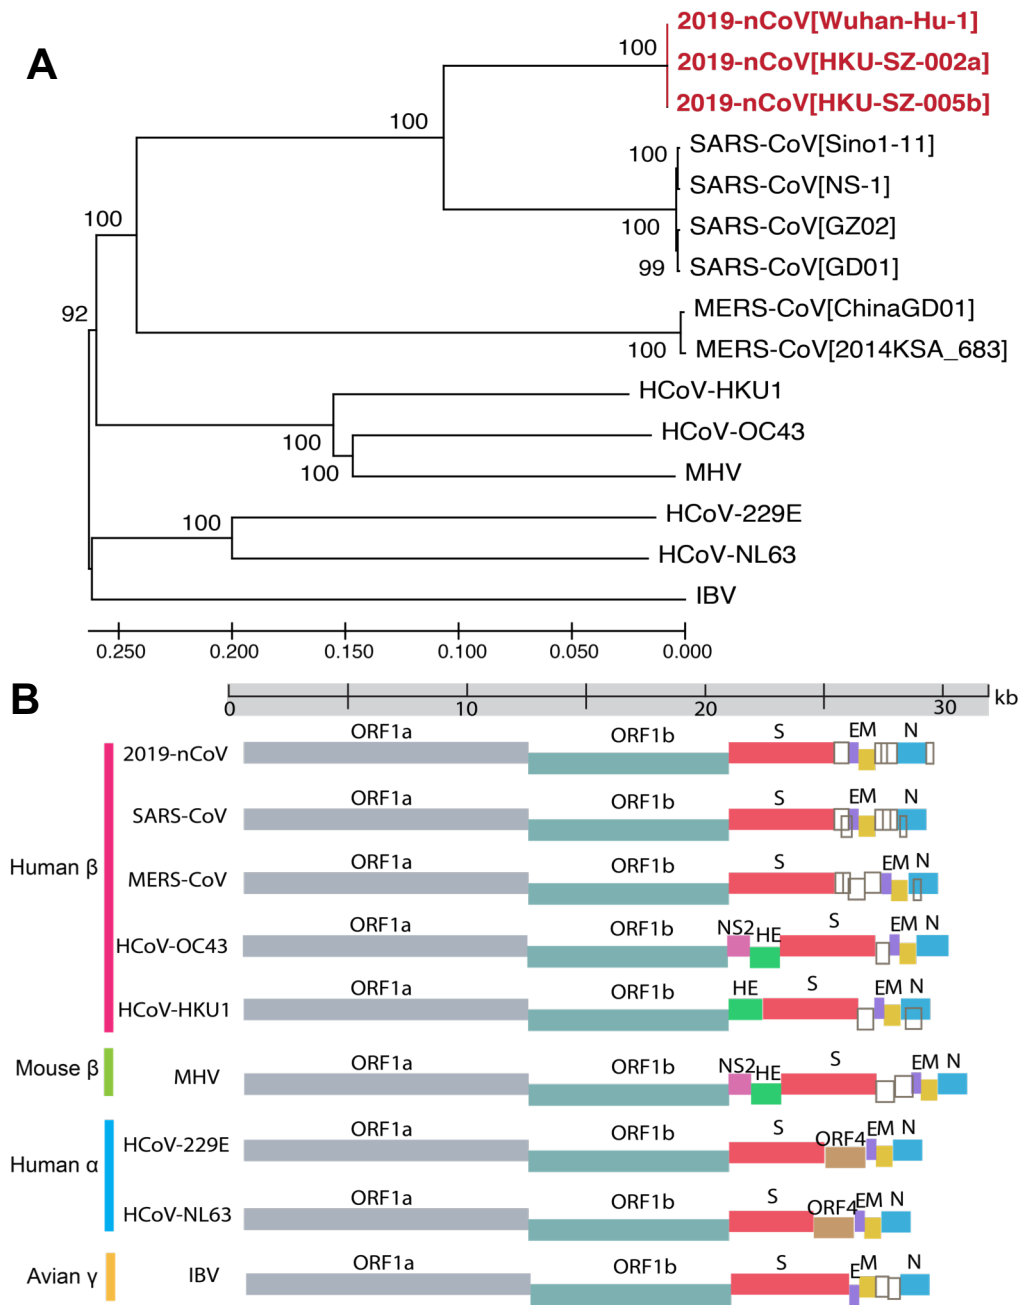 A
2019-nCoV[Wuhan-Hu-1]
100
2019-nCoV[HKU-SZ-002a]
2019-nCoV[HKU-SZ-005b]
100
SARS-CoV[Sino1-11]
100
SARS-CoV[NS-1]
100
SARS-CoV[GZ02]
100
SARS-CoV[GD01]
99
MERS-CoV[ChinaGD01]
92
MERS-CoV[2014KSA_683]
100
HCoV-HKU1
HCoV-OC43
100
MHV
100
HCoV-229E
100
HCoV-NL63
IBV
0.250 0.200 0.150 0.100 0.050 0.000
B
0 10 20 30 kb
ORF1a ORF1b S EM N
2019-nCoV
ORF1a ORF1b S EM N
SARS-CoV
Human β
ORF1a ORF1b S EM N
MERS-CoV
ORF1a ORF1b NS2 HE S EM N
HCoV-OC43
ORF1a ORF1b HE S EM N
HCoV-HKU1
Mouse β
ORF1a ORF1b NS2 HE S EM N
MHV
ORF1a ORF1b S ORF4 EM N
HCoV-229E
Human α
ORF1a ORF1b S ORF4 EM N
HCoV-NL63
Avian γ
ORF1a ORF1b S E M N
IBV